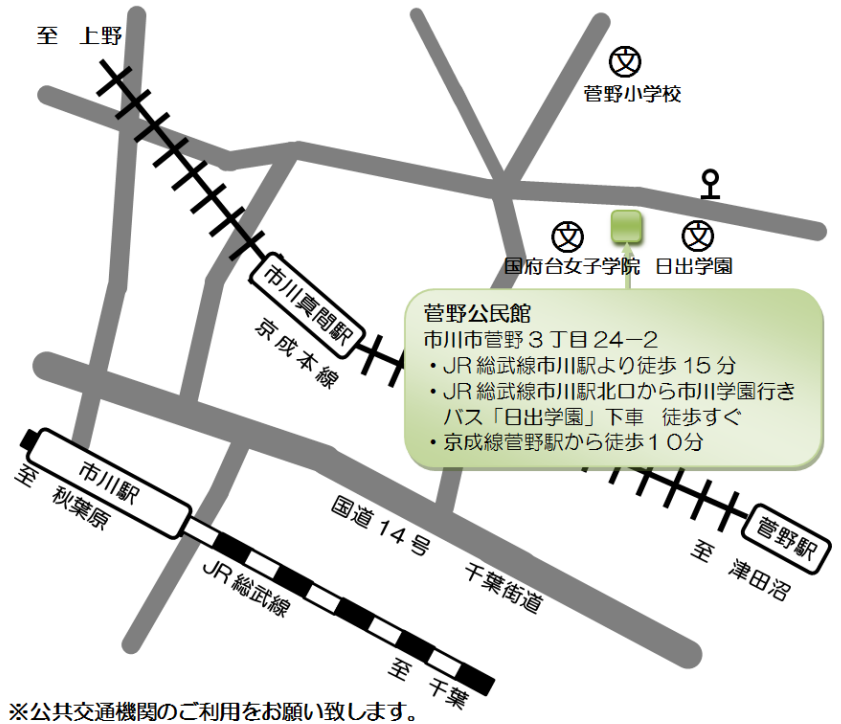 至　上野
文
菅野小学校
文
文
国府台女子学院
日出学園
市川真間駅
京成本線
菅野公民館
市川市菅野3丁目24－2
・JR総武線市川駅より徒歩15分
・JR総武線市川駅北口から市川学園行き
バス「日出学園」下車　徒歩すぐ
・京成線菅野駅から徒歩１０分
市川駅
至　秋葉原
国道14号
千葉街道
菅野駅
至　津田沼
JR総武線
至　千葉
※公共交通機関のご利用をお願い致します。